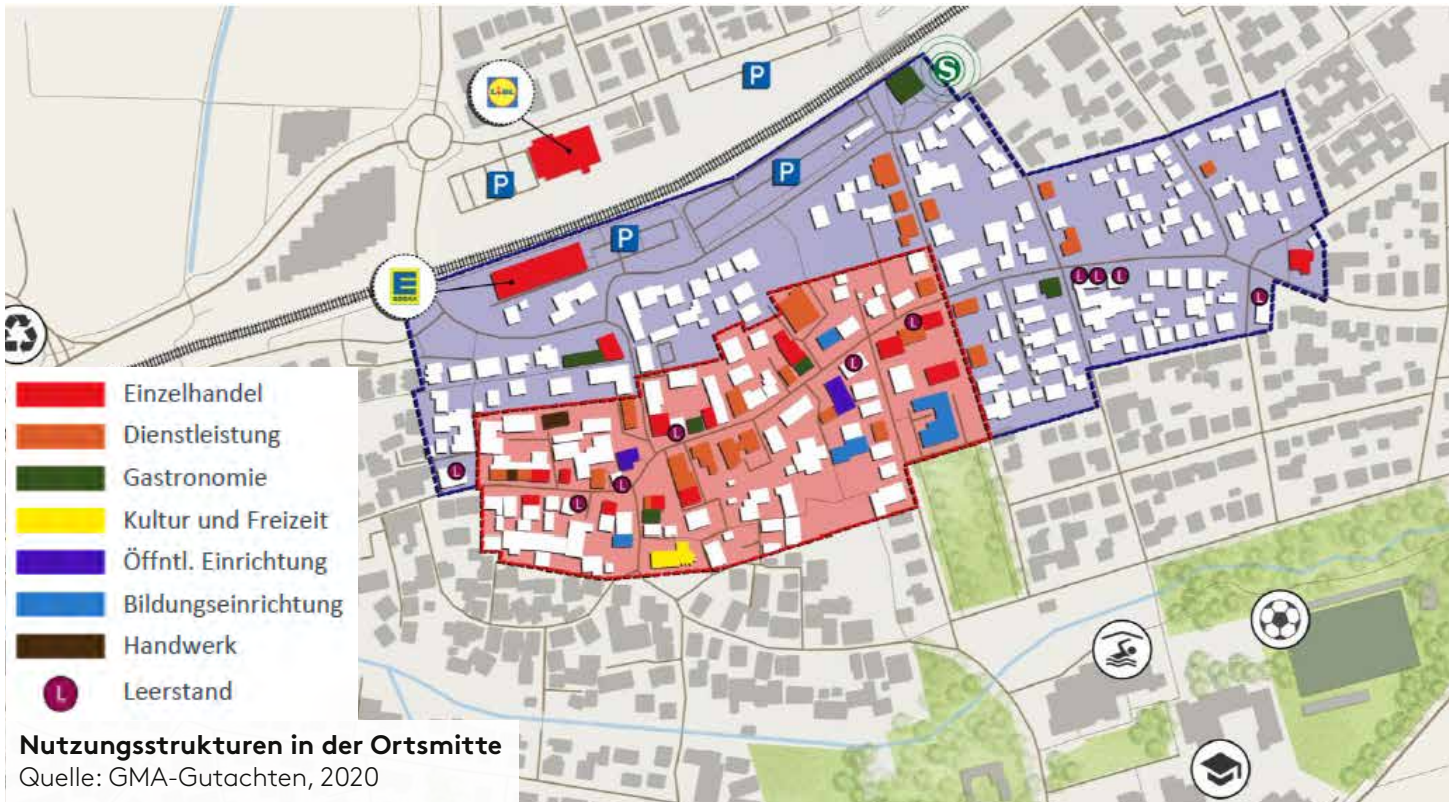 P
S
LIDL
P
P
P
E
EDEKA
L
L
L
L
L
L
L
L
L
L
Einzelhandel
Dienstleistung
Gastronomie
Kultur und Freizeit
Öffntl. Einrichtung
Bildungseinrichtung
Handwerk
L Leerstand
Nutzungsstrukturen in der Ortsmitte
Quelle: GMA-Gutachten, 2020